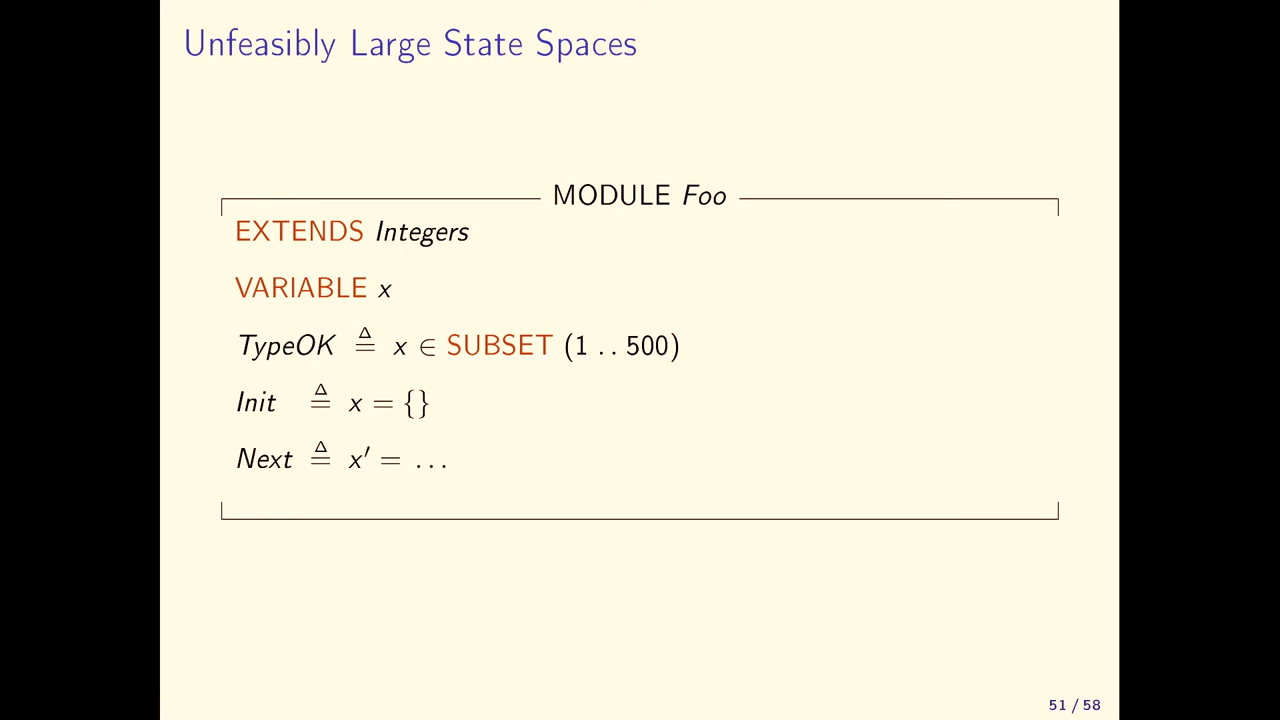 Unfeasibly Large State Spaces
MODULE Foo
EXTENDS Integers
VARIABLE x
TypeOK ≜ x ∈ SUBSET (1 .. 500)
Init ≜ x = {}
Next ≜ x′ = ...
51 / 58